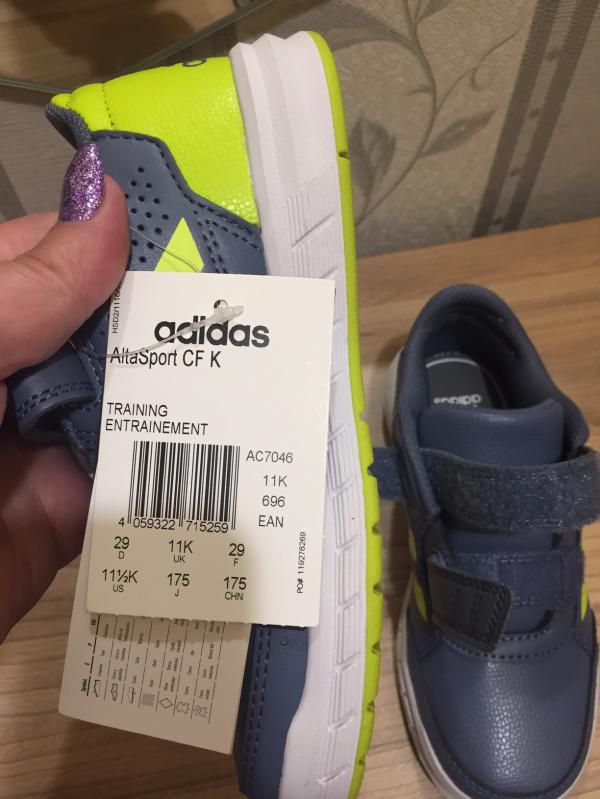 adidas
AltaSport CF K
TRAINING
ENTRAINEMENT
AC7046
11K
696
EAN
4 059322 715259
29 11K 29
D UK F
11½K 175 175
US J CHN
PO# 119276269
adidas